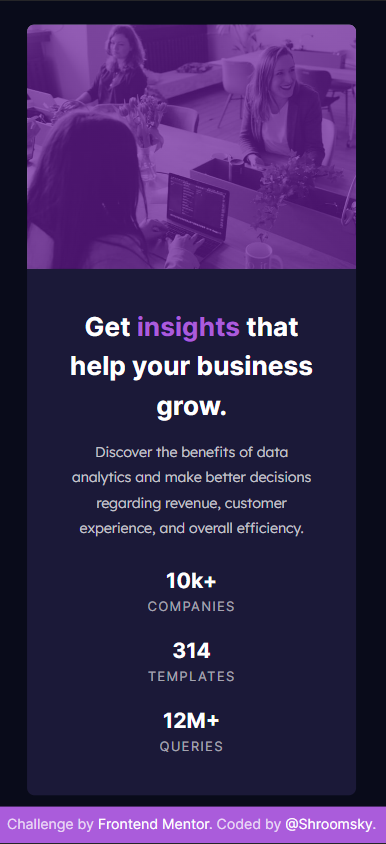 Get insights that
help your business
grow.
Discover the benefits of data
analytics and make better decisions
regarding revenue, customer
experience, and overall efficiency.
10k+
COMPANIES
314
TEMPLATES
12M+
QUERIES
Challenge by Frontend Mentor. Coded by @Shroomsky.